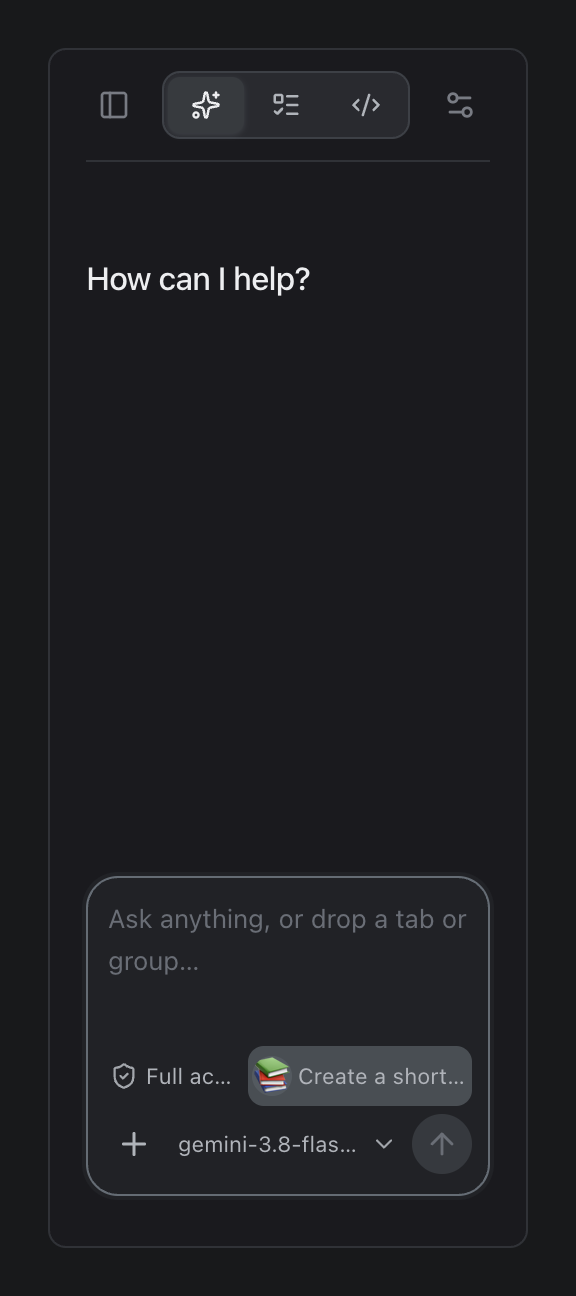 How can I help?
Ask anything, or drop a tab or
group...
Full ac...
Create a short...
gemini-3.8-flas...